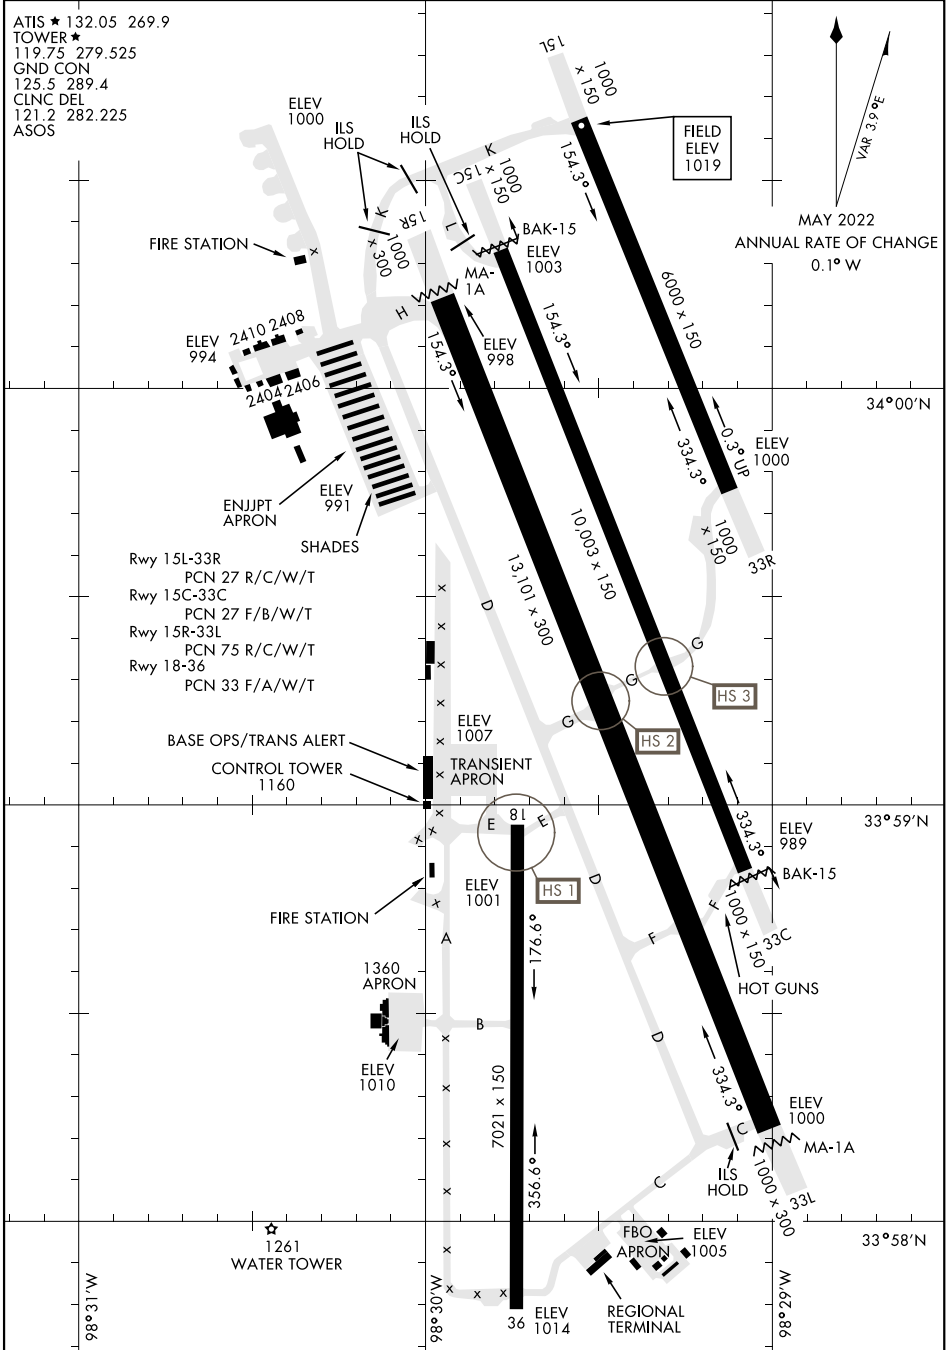 ATIS ★ 132.05 269.9
TOWER ★
119.75 279.525
GND CON
125.5 289.4
CLNC DEL
121.2 282.225
ASOS
15L
1000
x 150
FIELD
ELEV
1019
VAR 3.9°E
MAY 2022
ANNUAL RATE OF CHANGE
0.1° W
ELEV
1000
ILS
HOLD
ILS
HOLD
K
1000
x 150
15C
154.3°
K
15R
L
1000
x 300
BAK-15
ELEV
1003
FIRE STATION
x
MA-
1A
H
6000 x 150
ELEV
994
2410 2408
2404 2406
154.3°
ELEV
998
154.3°
34°00'N
334.3°
0.3° UP
ELEV
1000
ENJJPT
APRON
ELEV
991
SHADES
1000
x 150
33R
10,003 x 150
13,101 x 300
Rwy 15L-33R
PCN 27 R/C/W/T
Rwy 15C-33C
PCN 27 F/B/W/T
Rwy 15R-33L
PCN 75 R/C/W/T
Rwy 18-36
PCN 33 F/A/W/T
x
D
x
x
x
G
G
G
HS 3
HS 2
x
x
x
BASE OPS/TRANS ALERT
CONTROL TOWER
1160
ELEV
1007
TRANSIENT
APRON
33°59'N
x
x
x
E
18
E
HS 1
ELEV
1001
D
334.3°
ELEV
989
BAK-15
FIRE STATION
x
A
176.6°
F
F
1000 x 150
33C
HOT GUNS
1360
APRON
ELEV
1010
B
x
D
7021 x 150
x
334.3°
ELEV
1000
C
MA-1A
x
356.6°
ILS
HOLD
1000 x 300
33L
x
C
1261
WATER TOWER
x
FBO
APRON
ELEV
1005
33°58'N
x
x
x
36
ELEV
1014
REGIONAL
TERMINAL
98°31'W
98°30'W
98°29'W